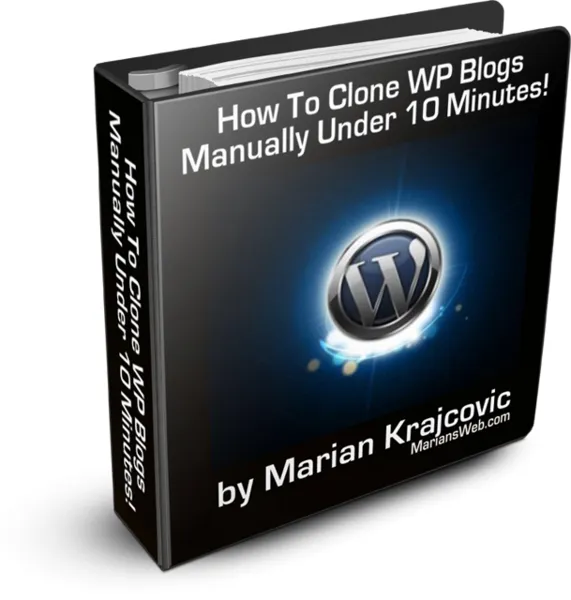 How To Clone WP Blogs
Manually Under 10 Minutes!
How To Clone WP Blogs
Manually Under 10 Minutes!
W
by Marian Krajcovic
MariansWeb.com